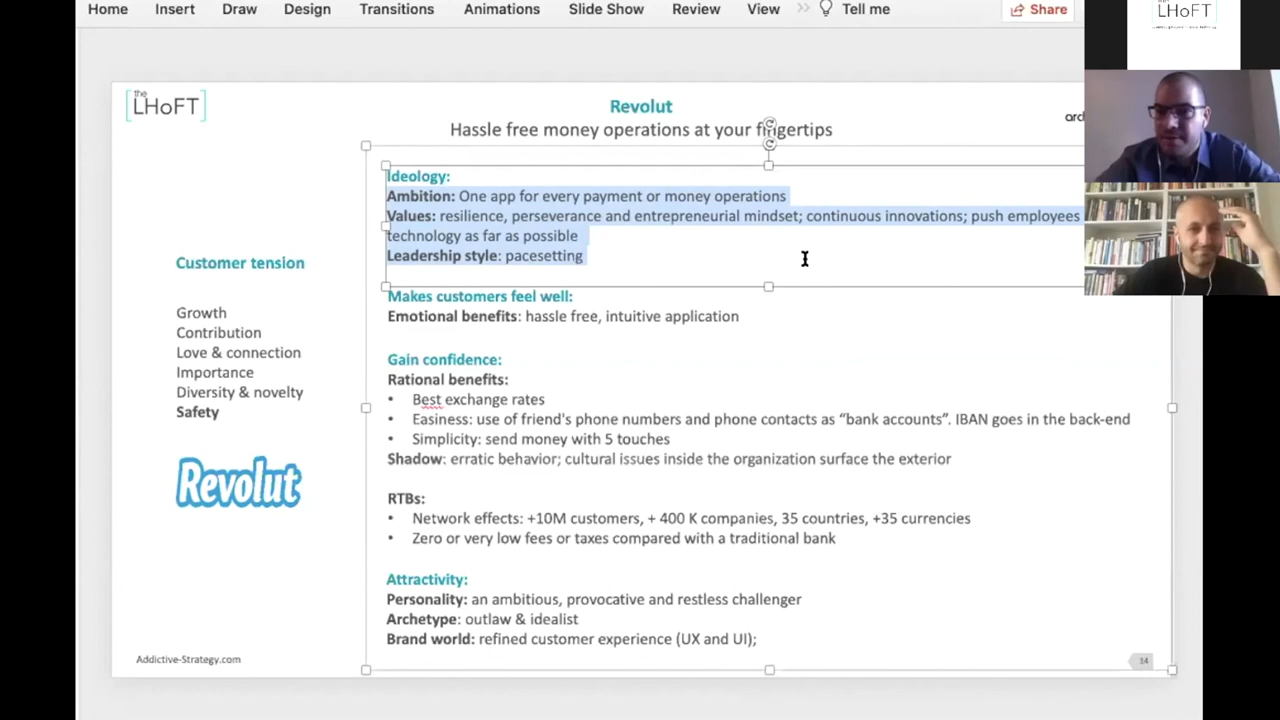 Home Insert Draw Design Transitions Animations Slide Show Review View Tell me Share
the
LHoFT
the
LHoFT
Revolut
Hassle free money operations at your fingertips
Ideology:
Ambition: One app for every payment or money operations
Values: resilience, perseverance and entrepreneurial mindset; continuous innovations; push employees
technology as far as possible
Leadership style: pacesetting
Makes customers feel well:
Emotional benefits: hassle free, intuitive application
Customer tension
Growth
Contribution
Love & connection
Importance
Diversity & novelty
Safety
Revolut
Gain confidence:
Rational benefits:
• Best exchange rates
• Easiness: use of friend's phone numbers and phone contacts as “bank accounts”. IBAN goes in the back-end
• Simplicity: send money with 5 touches
Shadow: erratic behavior; cultural issues inside the organization surface the exterior
RTBs:
• Network effects: +10M customers, + 400 K companies, 35 countries, +35 currencies
• Zero or very low fees or taxes compared with a traditional bank
Attractivity:
Personality: an ambitious, provocative and restless challenger
Archetype: outlaw & idealist
Brand world: refined customer experience (UX and UI);
Addictive-Strategy.com
14